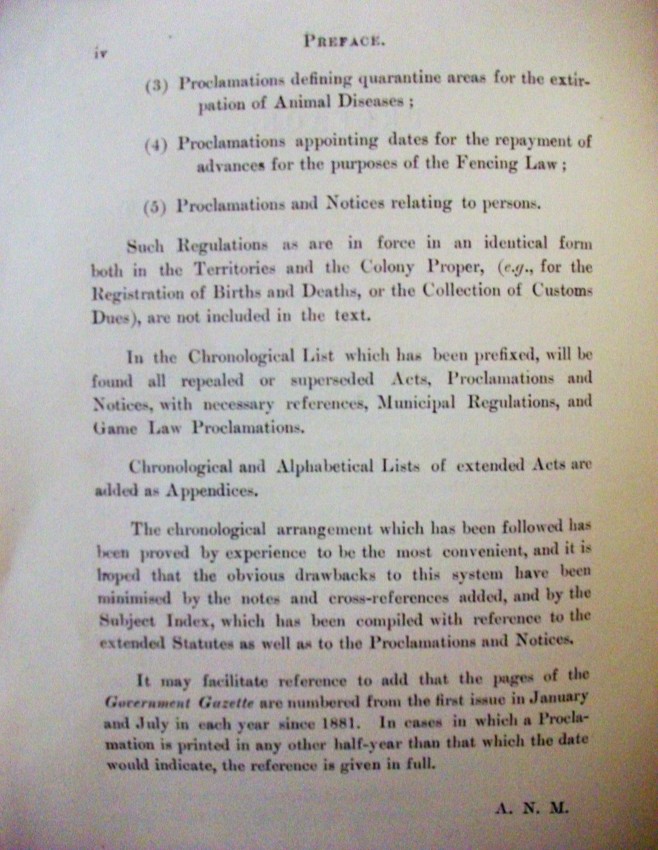 iv
PREFACE.
(3) Proclamations defining quarantine areas for the extir-
pation of Animal Diseases ;
(4) Proclamations appointing dates for the repayment of
advances for the purposes of the Fencing Law ;
(5) Proclamations and Notices relating to persons.
Such Regulations as are in force in an identical form
both in the Territories and the Colony Proper, (e.g., for the
Registration of Births and Deaths, or the Collection of Customs
Dues), are not included in the text.
In the Chronological List which has been prefixed, will be
found all repealed or superseded Acts, Proclamations and
Notices, with necessary references, Municipal Regulations, and
Game Law Proclamations.
Chronological and Alphabetical Lists of extended Acts are
added as Appendices.
The chronological arrangement which has been followed has
been proved by experience to be the most convenient, and it is
hoped that the obvious drawbacks to this system have been
minimised by the notes and cross-references added, and by the
Subject Index, which has been compiled with reference to the
extended Statutes as well as to the Proclamations and Notices.
It may facilitate reference to add that the pages of the
Government Gazette are numbered from the first issue in January
and July in each year since 1881. In cases in which a Procla-
mation is printed in any other half-year than that which the date
would indicate, the reference is given in full.
A. N. M.